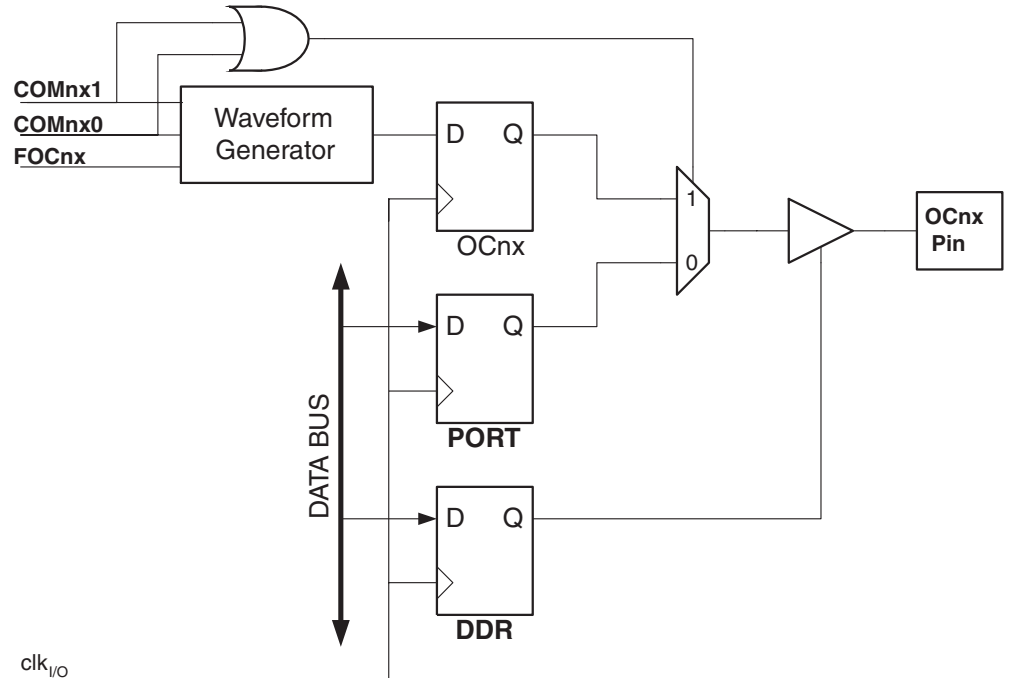 COMnx1
COMnx0
FOCnx
Waveform
Generator
D Q
OCnx
1
0
OCnx
Pin
D Q
PORT
DATA BUS
D Q
DDR
clkI/O